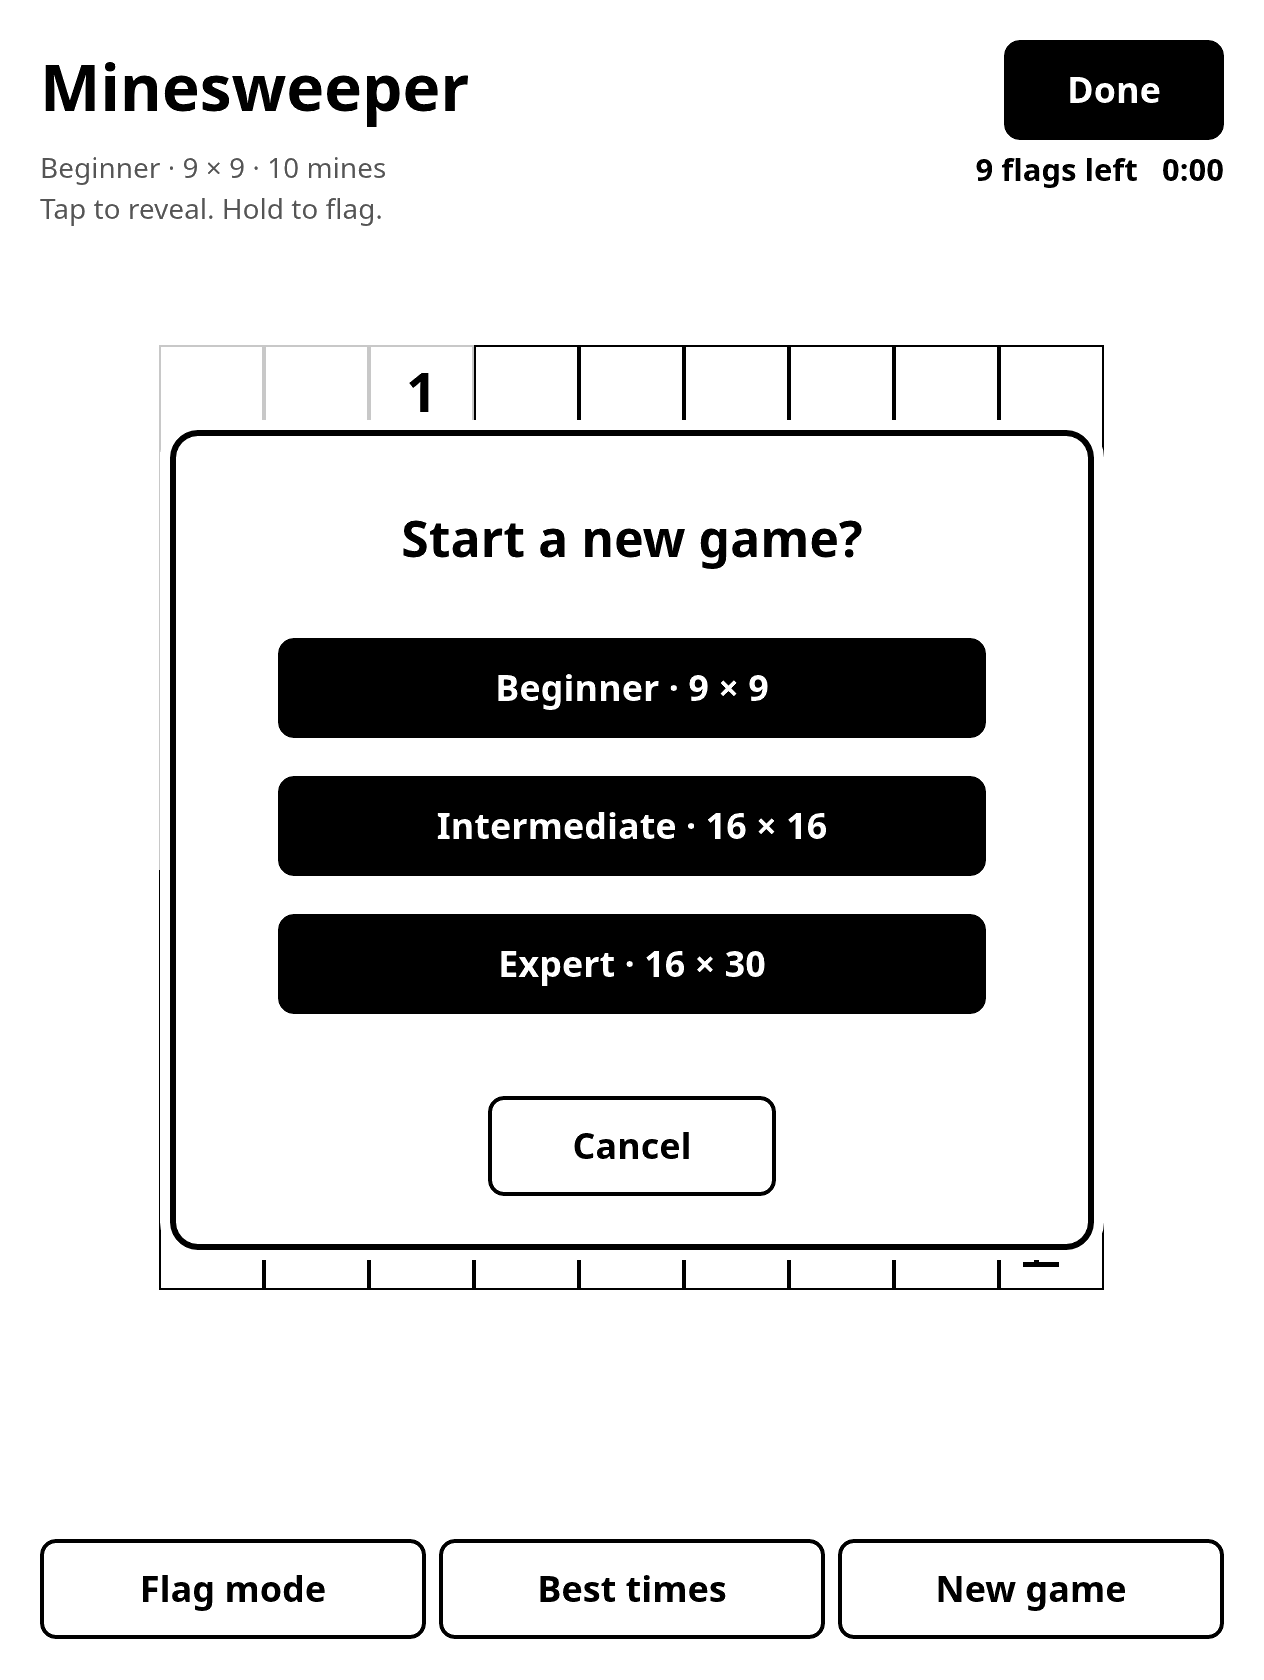 Minesweeper
Done
Beginner · 9 × 9 · 10 mines
9 flags left 0:00
Tap to reveal. Hold to flag.
1
Start a new game?
Beginner · 9 × 9
Intermediate · 16 × 16
Expert · 16 × 30
Cancel
Flag mode
Best times
New game